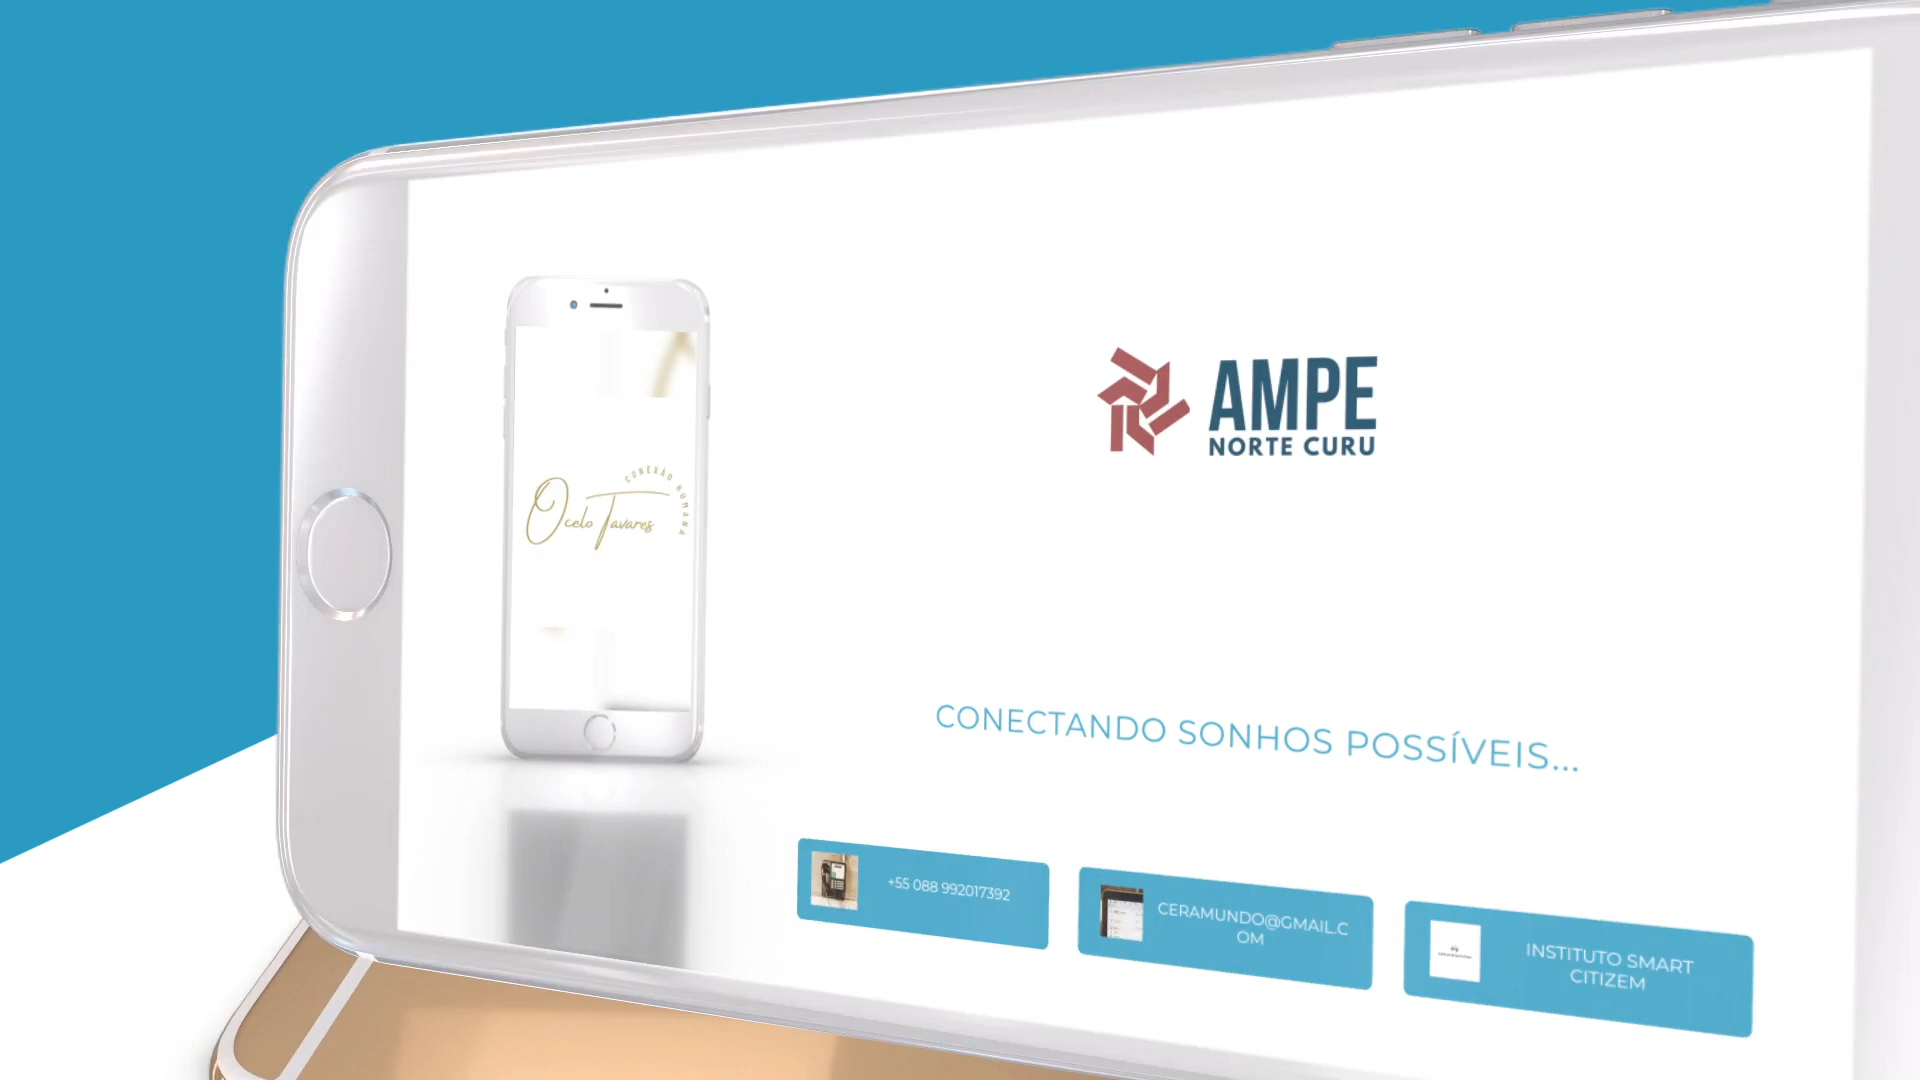 CONEXÃO HUMANA
Ocelo Tavares
AMPE
NORTE CURU
CONECTANDO SONHOS POSSÍVEIS...
+55 088 992017392
CERAMUNDO@GMAIL.C
OM
INSTITUTO SMART
CITIZEM